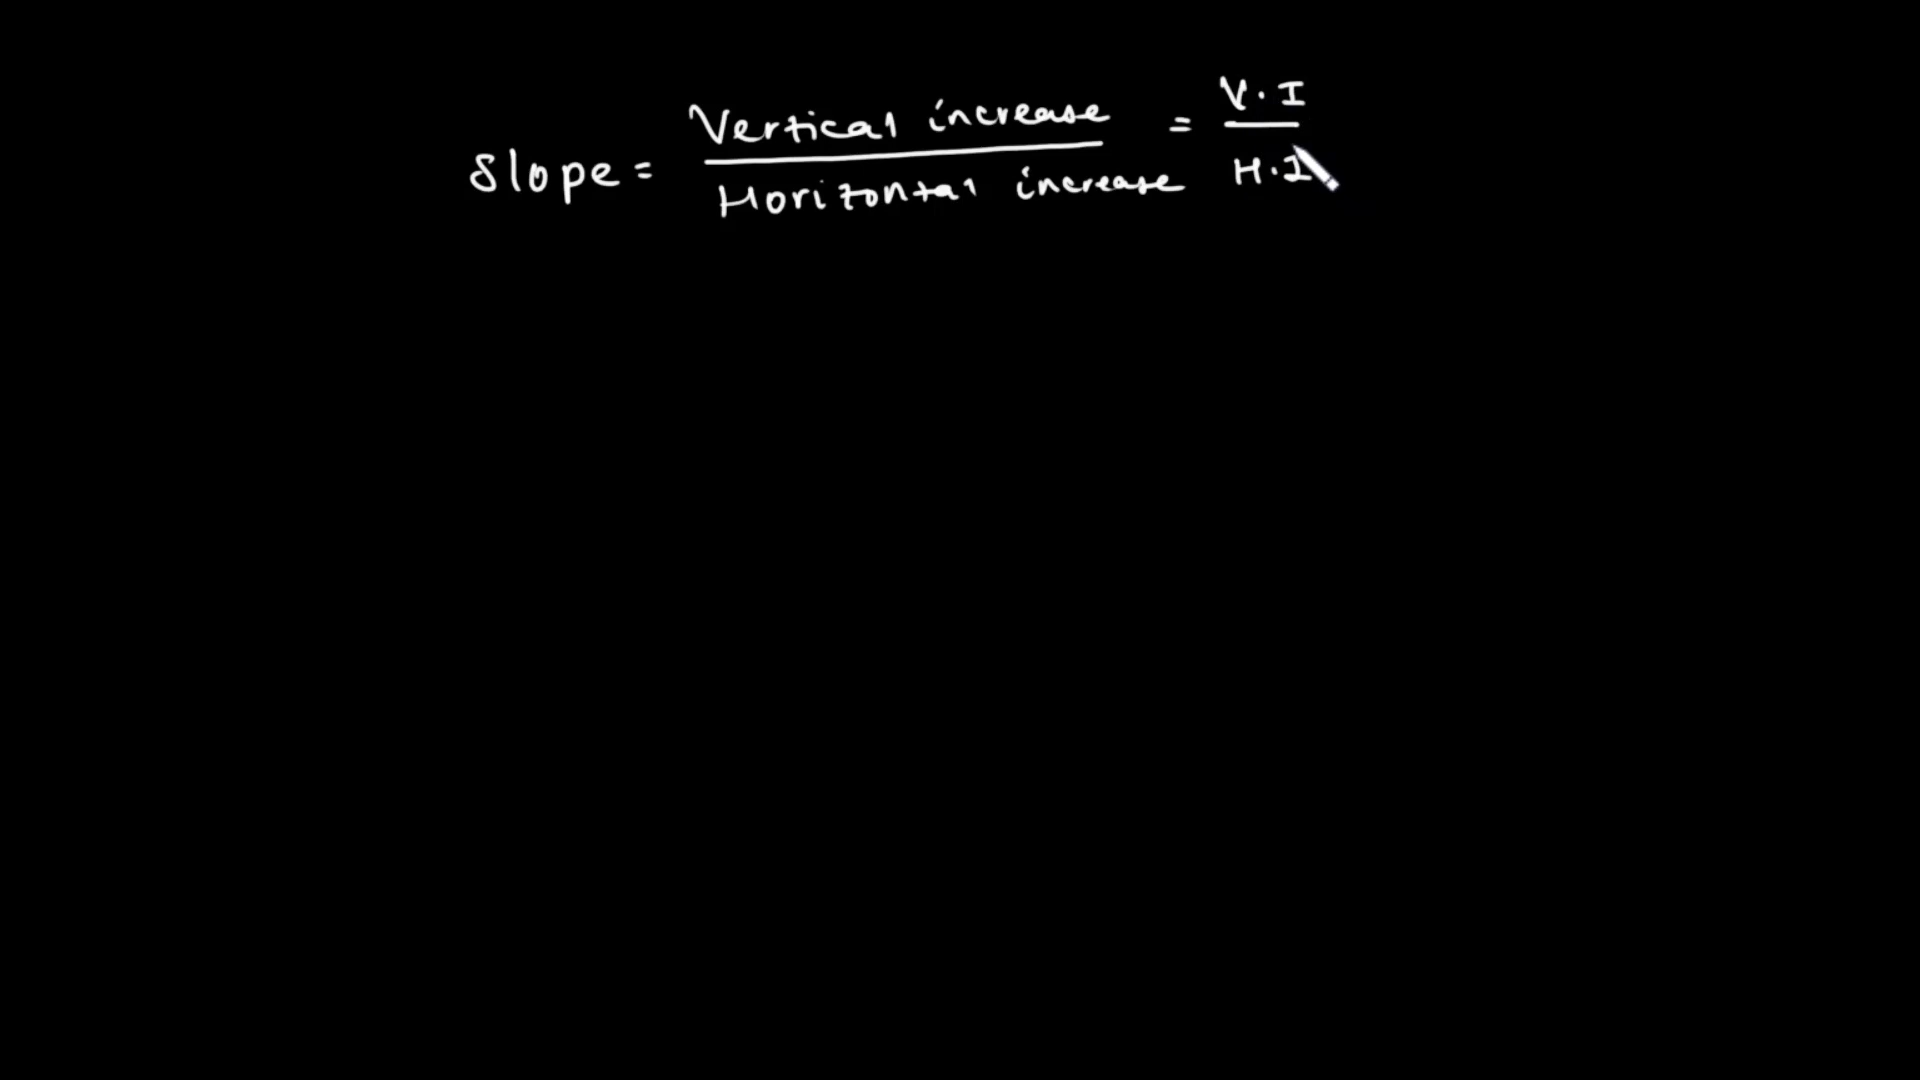 Slope = Vertical increase / Horizontal increase = V.I / H.I